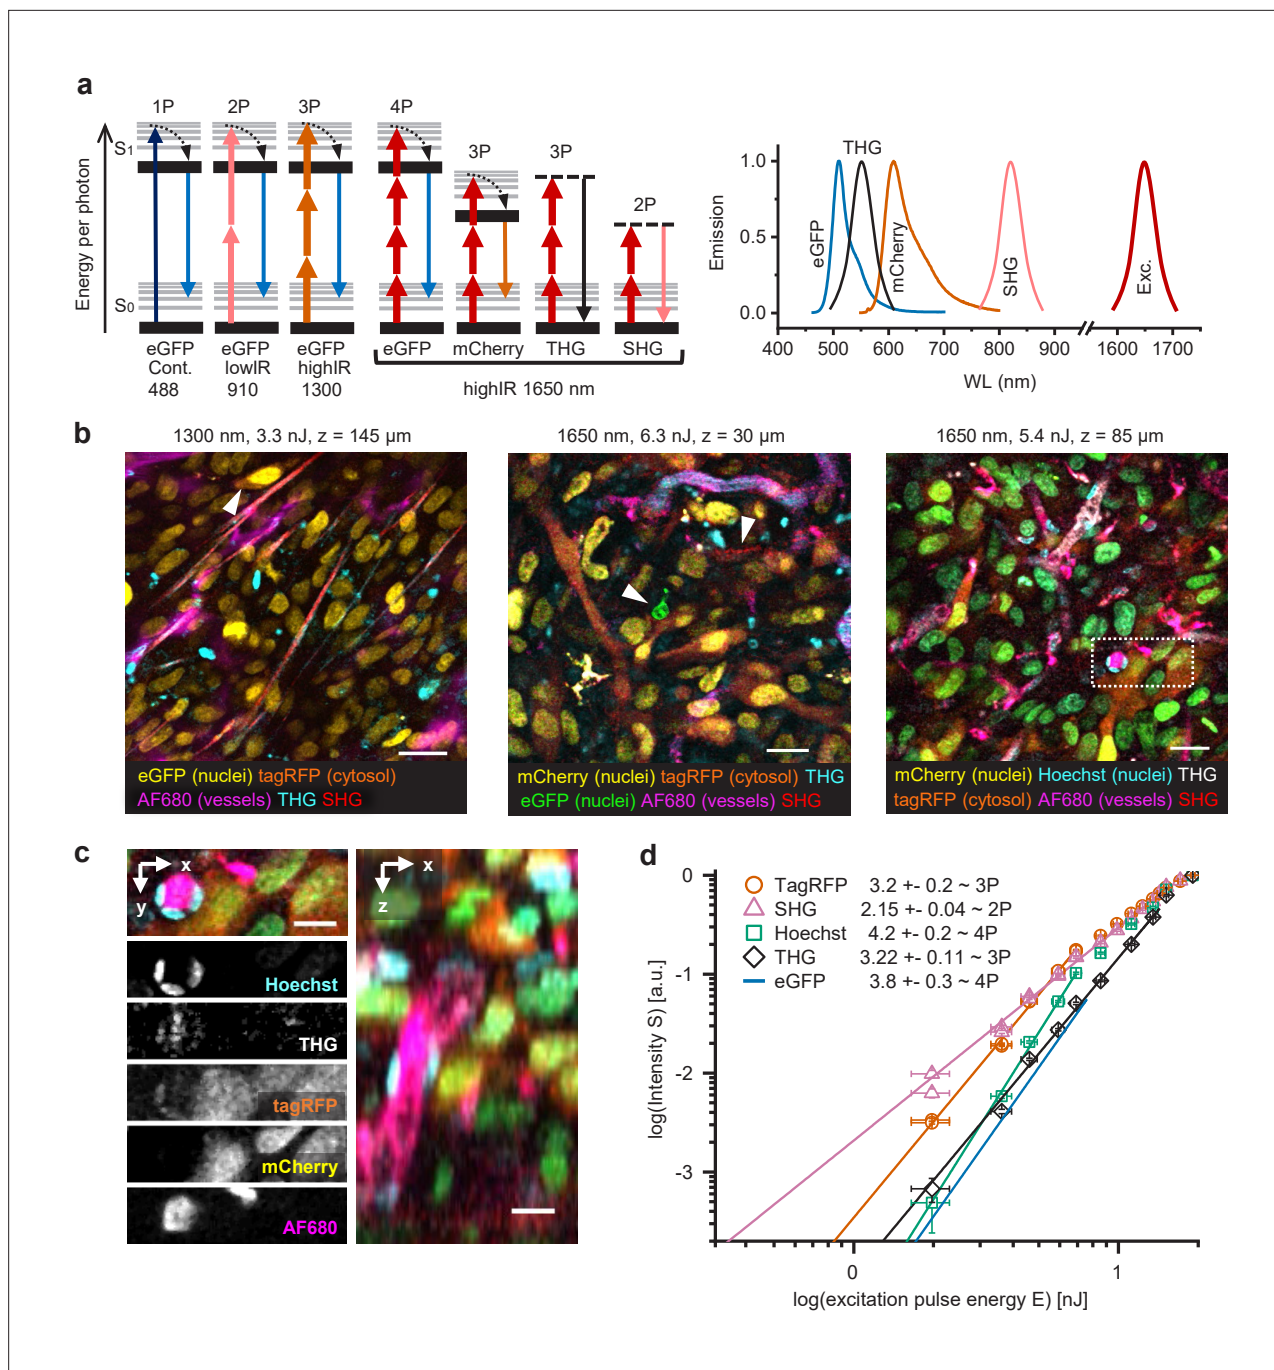 a
1P 2P 3P 4P 3P 3P 2P
Energy per photon
S1
S0
eGFP Cont. 488
eGFP lowIR 910
eGFP highIR 1300
eGFP mCherry THG SHG
highIR 1650 nm
Emission
1.0
0.5
0.0
eGFP
THG
mCherry
SHG
Exc.
400 500 600 700 800 900 1600 1700
WL (nm)
b
1300 nm, 3.3 nJ, z = 145 µm
1650 nm, 6.3 nJ, z = 30 µm
1650 nm, 5.4 nJ, z = 85 µm
eGFP (nuclei) tagRFP (cytosol)
AF680 (vessels) THG SHG
mCherry (nuclei) tagRFP (cytosol) THG
eGFP (nuclei) AF680 (vessels) SHG
mCherry (nuclei) Hoechst (nuclei) THG
tagRFP (cytosol) AF680 (vessels) SHG
c
x
y
Hoechst
THG
tagRFP
mCherry
AF680
x
z
d
TagRFP 3.2 +- 0.2 ~ 3P
SHG 2.15 +- 0.04 ~ 2P
Hoechst 4.2 +- 0.2 ~ 4P
THG 3.22 +- 0.11 ~ 3P
eGFP 3.8 +- 0.3 ~ 4P
log(Intensity S) [a.u.]
0
-1
-2
-3
0 1
log(excitation pulse energy E) [nJ]